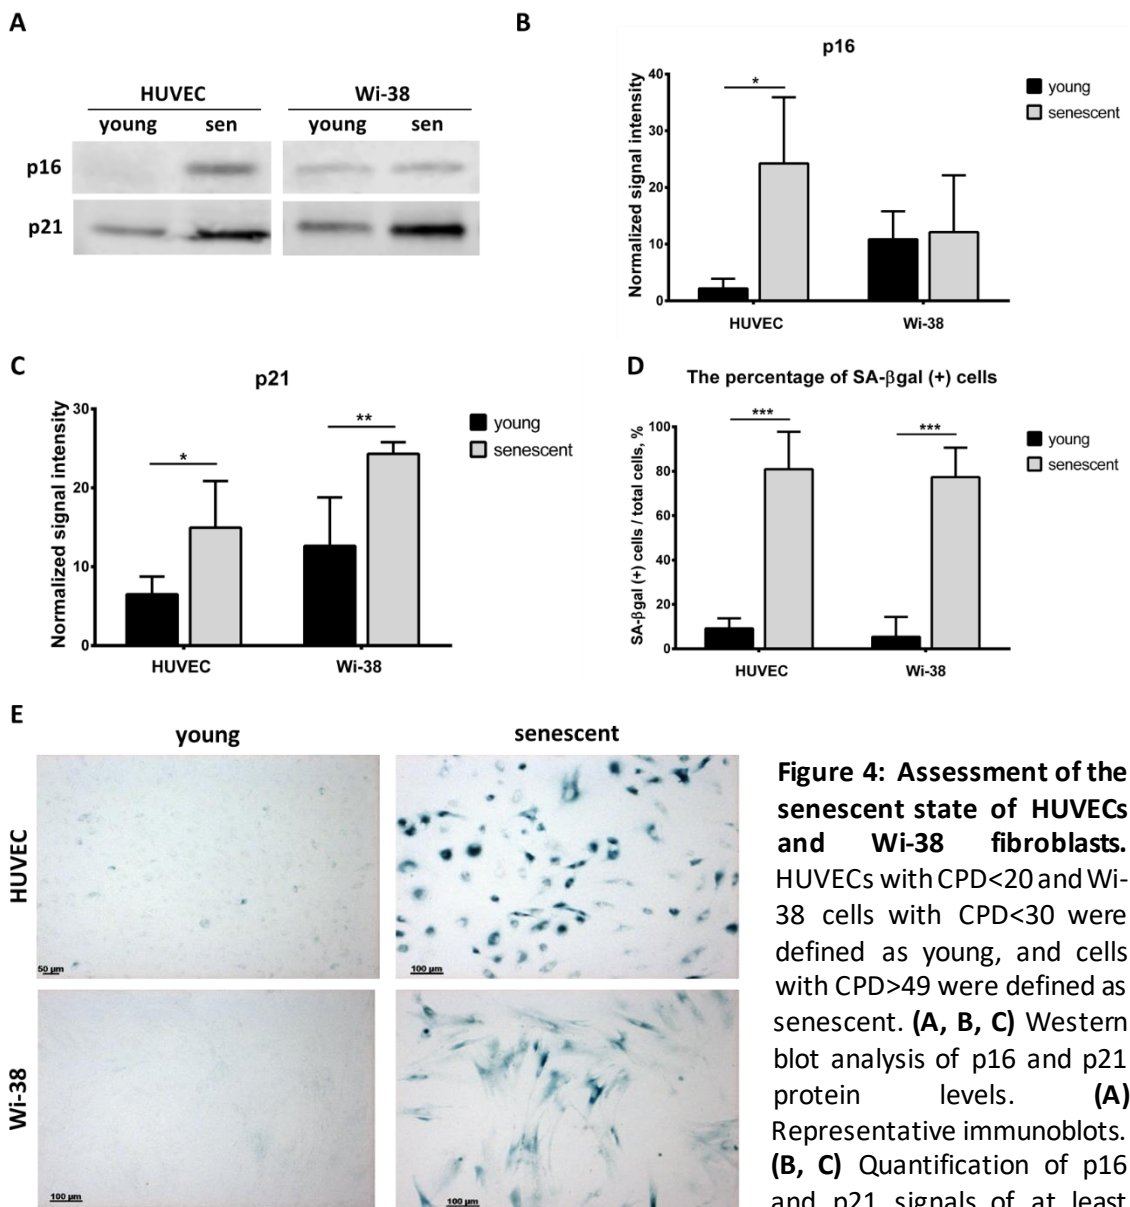 A
HUVEC Wi-38
young sen young sen
p16
p21
B
p16
Normalized signal intensity
40
30
20
10
0
*
HUVEC Wi-38
young
senescent
C
p21
Normalized signal intensity
30
20
10
0
* **
HUVEC Wi-38
young
senescent
D
The percentage of SA-βgal (+) cells
SA-βgal (+) cells / total cells, %
100
80
60
40
20
0
*** ***
HUVEC Wi-38
young
senescent
E
young senescent
HUVEC
50 µm 100 µm
Wi-38
100 µm 100 µm
Figure 4: Assessment of the
senescent state of HUVECs
and Wi-38 fibroblasts.
HUVECs with CPD<20 and Wi-
38 cells with CPD<30 were
defined as young, and cells
with CPD>49 were defined as
senescent. (A, B, C) Western
blot analysis of p16 and p21
protein levels. (A)
Representative immunoblots.
(B, C) Quantification of p16
and p21 signals of at least